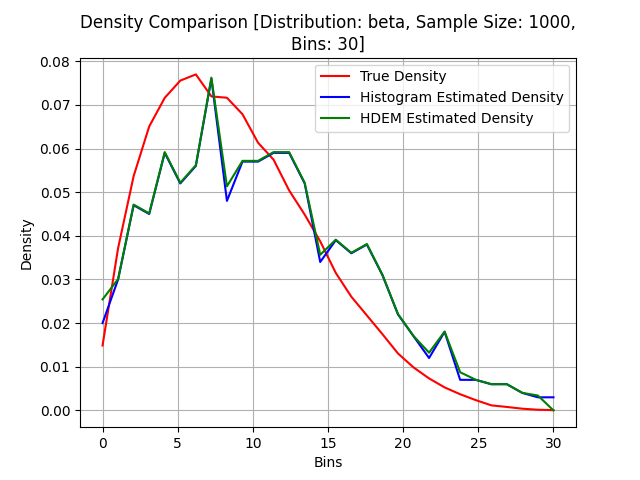 Density Comparison [Distribution: beta, Sample Size: 1000,
Bins: 30]
True Density
Histogram Estimated Density
HDEM Estimated Density
Density
0.08
0.07
0.06
0.05
0.04
0.03
0.02
0.01
0.00
0 5 10 15 20 25 30
Bins